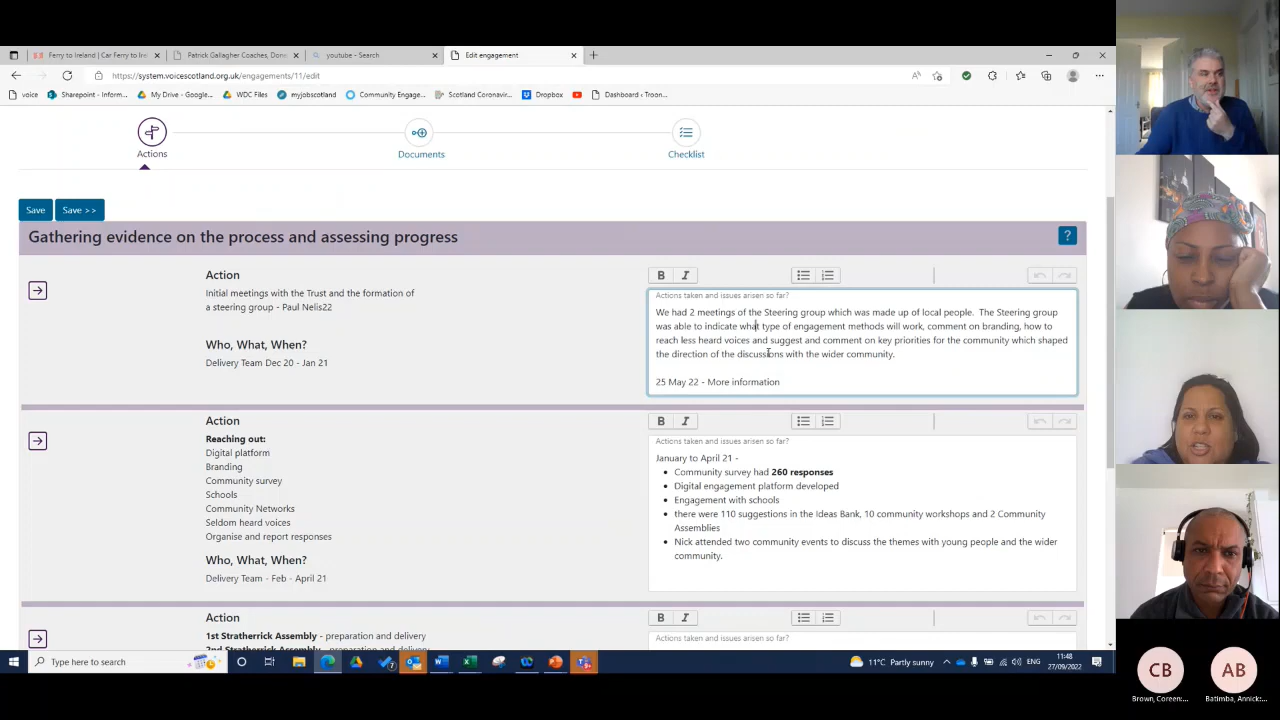 Ferry to Ireland | Car Ferry to Ire
Patrick Gallagher Coaches, Done
youtube - Search
Edit engagement
https://system.voicescotland.org.uk/engagements/11/edit
voice
Sharepoint - Inform...
My Drive - Google...
WDC Files
myjobscotland
Community Engage...
Scotland Coronavir...
Dropbox
Dashboard ‹ Troon...
Actions
Documents
Checklist
Save
Save >>
Gathering evidence on the process and assessing progress
?
Action
Initial meetings with the Trust and the formation of
a steering group - Paul Nelis22
Who, What, When?
Delivery Team Dec 20 - Jan 21
B I
Actions taken and issues arisen so far?
We had 2 meetings of the Steering group which was made up of local people. The Steering group
was able to indicate what type of engagement methods will work, comment on branding, how to
reach less heard voices and suggest and comment on key priorities for the community which shaped
the direction of the discussions with the wider community.
25 May 22 - More information
Action
Reaching out:
Digital platform
Branding
Community survey
Schools
Community Networks
Seldom heard voices
Organise and report responses
Who, What, When?
Delivery Team - Feb - April 21
B I
Actions taken and issues arisen so far?
January to April 21 -
Community survey had 260 responses
Digital engagement platform developed
Engagement with schools
there were 110 suggestions in the Ideas Bank, 10 community workshops and 2 Community
Assemblies
Nick attended two community events to discuss the themes with young people and the wider
community.
Action
1st Stratherrick Assembly - preparation and delivery
2nd Stratherrick Assembly - preparation and delivery
B I
Actions taken and issues arisen so far?
Type here to search
11°C Partly sunny
ENG
11:48
27/09/2022
CB
Brown, Coreen...
AB
Batimba, Annick...